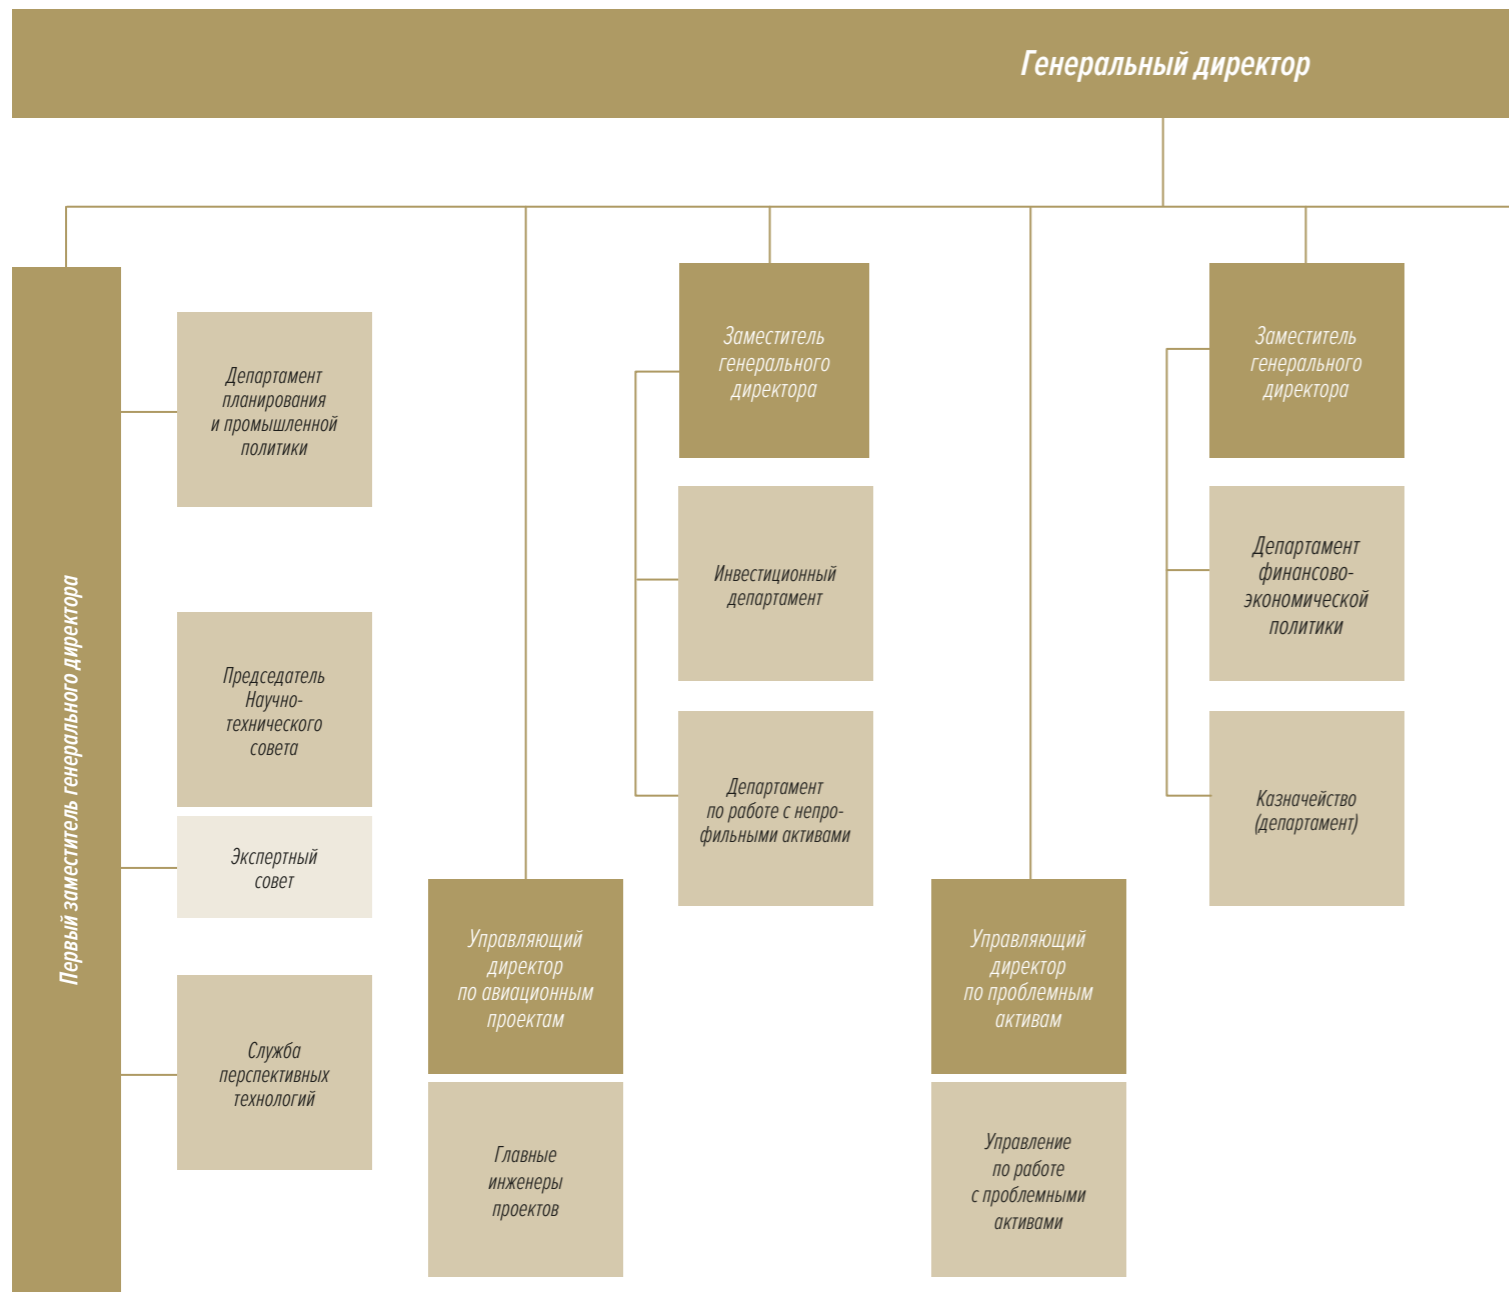 Генеральный директор
Первый заместитель генерального директора
Департамент
планирования
и промышленной
политики
Председатель
Научно-
технического
совета
Экспертный
совет
Служба
перспективных
технологий
Управляющий
директор
по авиационным
проектам
Главные
инженеры
проектов
Заместитель
генерального
директора
Инвестиционный
департамент
Департамент
по работе с непро-
фильными активами
Управляющий
директор
по проблемным
активам
Управление
по работе
с проблемными
активами
Заместитель
генерального
директора
Департамент
финансово-
экономической
политики
Казначейство
(департамент)